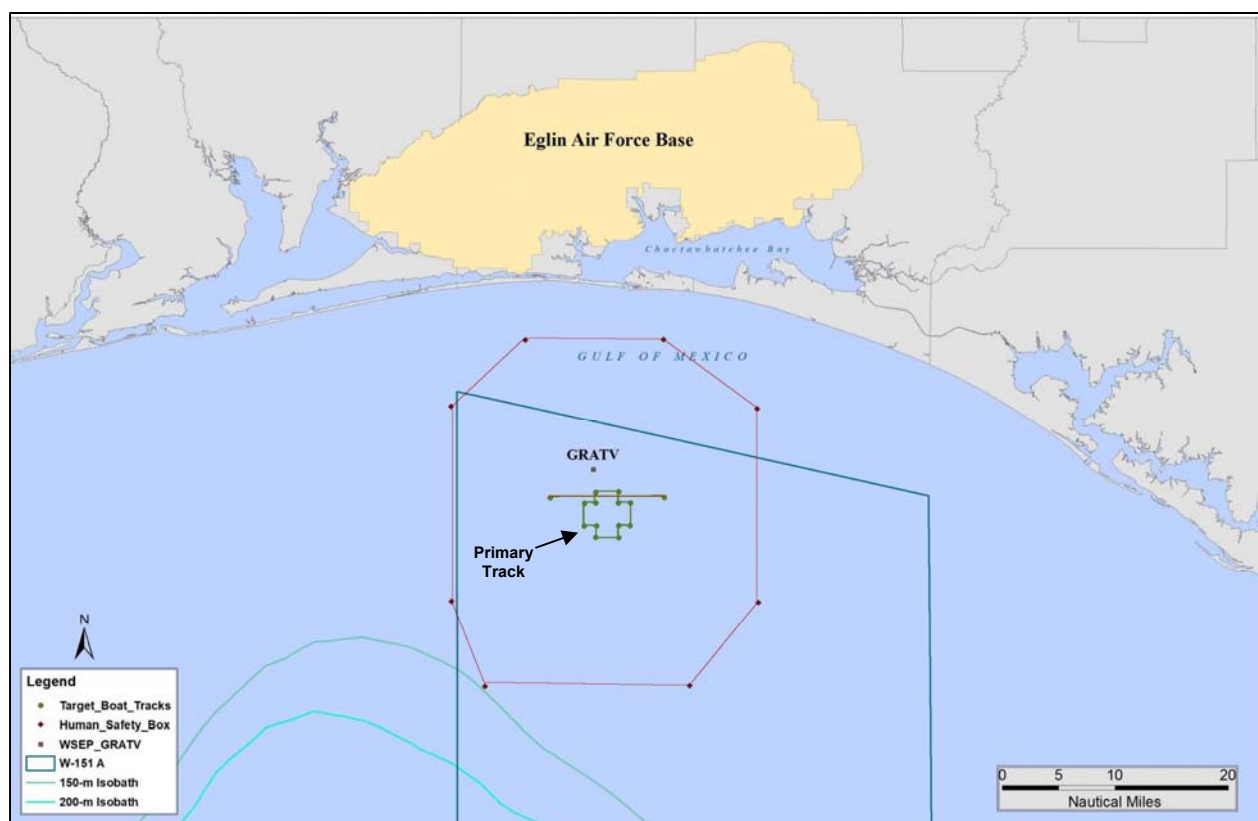 Eglin Air Force Base
Choctawhatchee Bay
GULF OF MEXICO
GRATV
Primary
Track
N
Legend
Target_Boat_Tracks
Human_Safety_Box
WSEP_GRATV
W-151 A
150-m Isobath
200-m Isobath
0 5 10 20
Nautical Miles